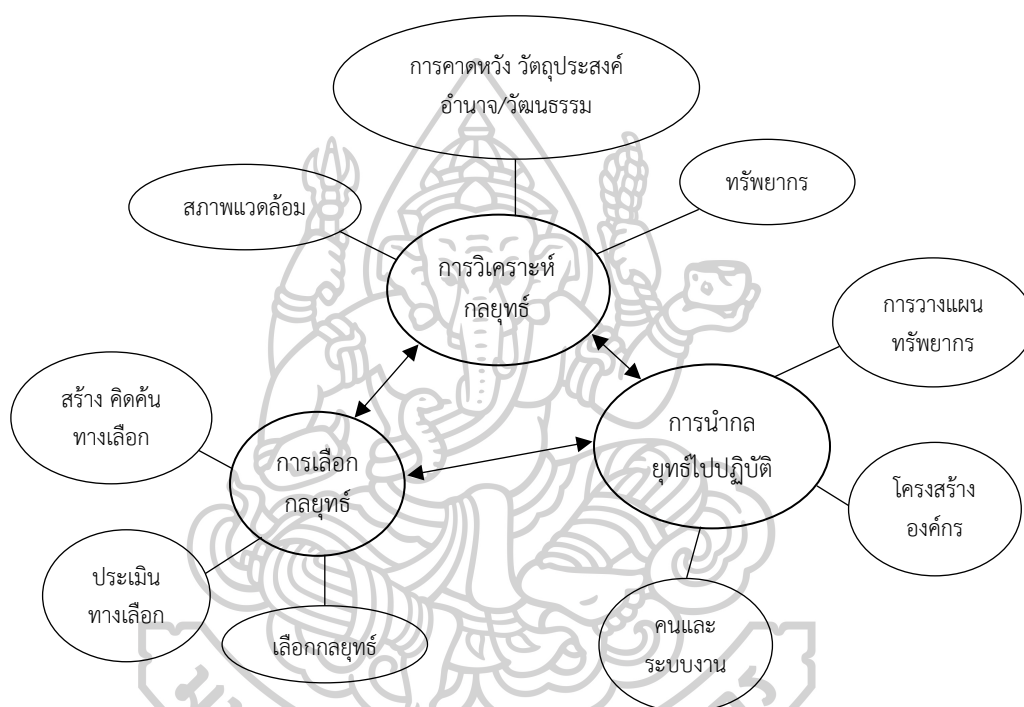 การคาดหวัง วัตถุประสงค์
อำนาจ/วัฒนธรรม
ทรัพยากร
สภาพแวดล้อม
การวิเคราะห์
กลยุทธ์
การวางแผน
ทรัพยากร
สร้าง คิดค้น
ทางเลือก
การนำกล
ยุทธ์ไปปฏิบัติ
การเลือก
กลยุทธ์
โครงสร้าง
องค์กร
ประเมิน
ทางเลือก
เลือกกลยุทธ์
คนและ
ระบบงาน